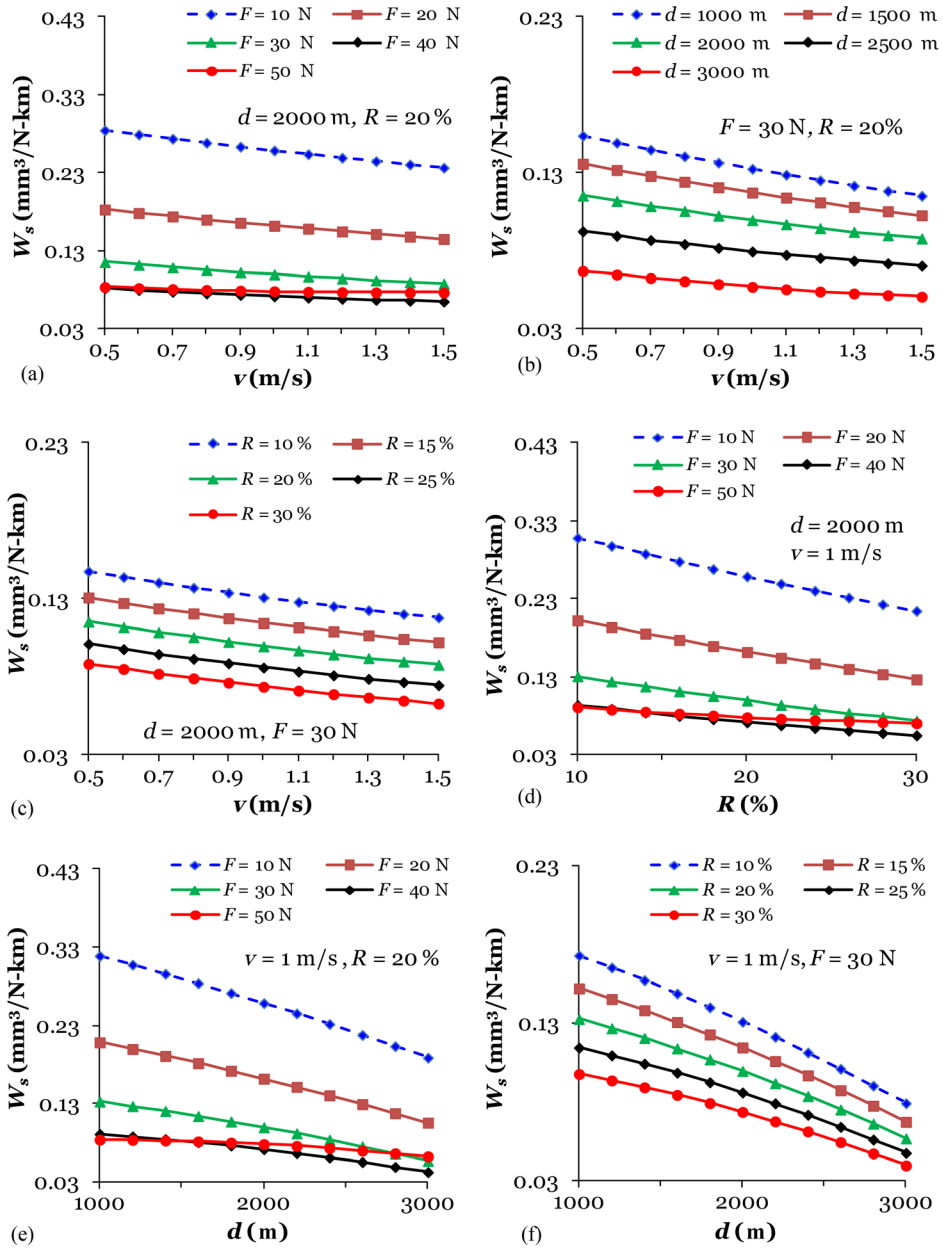 0.43
F = 10 N
F = 20 N
F = 30 N
F = 40 N
F = 50 N
0.33
d = 2000 m, R = 20 %
0.23
0.13
0.03
Ws (mm³/N-km)
0.5 0.7 0.9 1.1 1.3 1.5
(a)
v (m/s)
0.23
d = 1000 m
d = 1500 m
d = 2000 m
d = 2500 m
d = 3000 m
F = 30 N, R = 20%
0.13
0.03
Ws (mm³/N-km)
0.5 0.7 0.9 1.1 1.3 1.5
(b)
v (m/s)
0.23
R = 10 %
R = 15 %
R = 20 %
R = 25 %
R = 30 %
0.13
d = 2000 m, F = 30 N
0.03
Ws (mm³/N-km)
0.5 0.7 0.9 1.1 1.3 1.5
(c)
v (m/s)
0.43
F = 10 N
F = 20 N
F = 30 N
F = 40 N
F = 50 N
0.33
d = 2000 m
v = 1 m/s
0.23
0.13
0.03
Ws (mm³/N-km)
10 20 30
(d)
R (%)
0.43
F = 10 N
F = 20 N
F = 30 N
F = 40 N
F = 50 N
0.33
v = 1 m/s , R = 20 %
0.23
0.13
0.03
Ws (mm³/N-km)
1000 2000 3000
(e)
d (m)
0.23
R = 10 %
R = 15 %
R = 20 %
R = 25 %
R = 30 %
v = 1 m/s, F = 30 N
0.13
0.03
Ws (mm³/N-km)
1000 2000 3000
(f)
d (m)